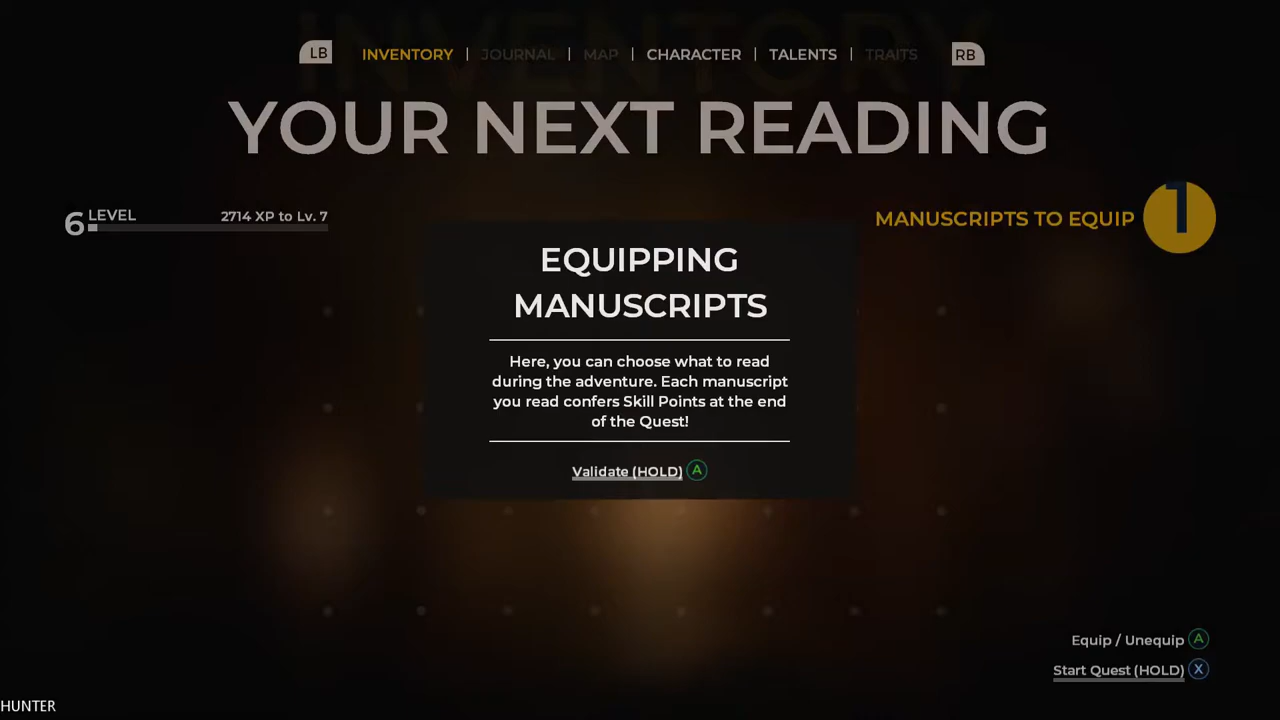 INVENTORY
LB INVENTORY | JOURNAL | MAP | CHARACTER | TALENTS | TRAITS RB
YOUR NEXT READING
6 LEVEL 2714 XP to Lv. 7
MANUSCRIPTS TO EQUIP 1
EQUIPPING
MANUSCRIPTS
Here, you can choose what to read
during the adventure. Each manuscript
you read confers Skill Points at the end
of the Quest!
Validate (HOLD) A
Equip / Unequip A
Start Quest (HOLD) X
HUNTER